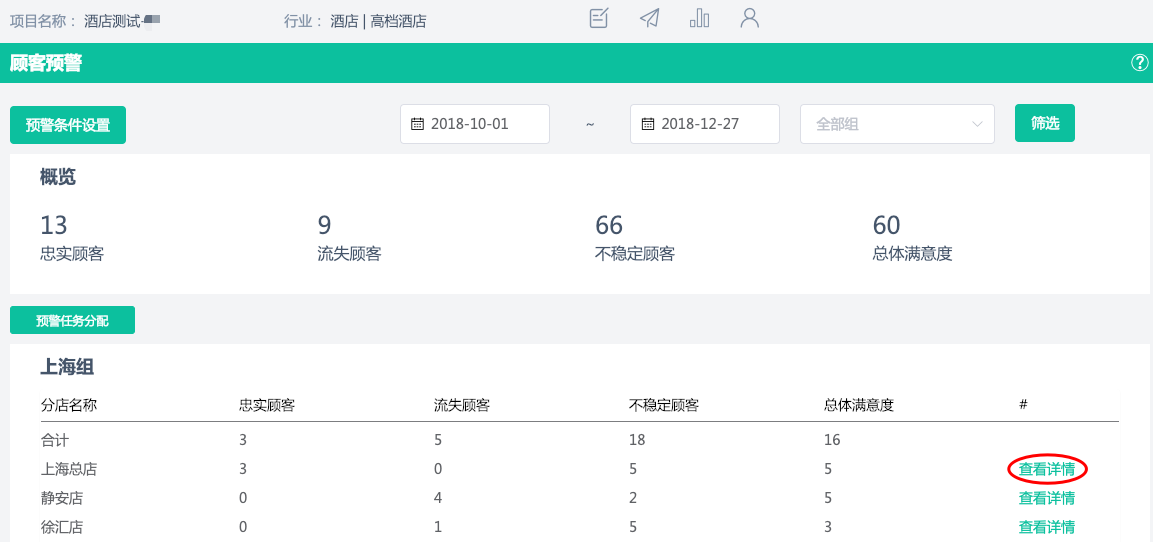 项目名称： 酒店测试- 行业： 酒店 | 高档酒店
顾客预警
预警条件设置 2018-10-01 ~ 2018-12-27 全部组 筛选
概览
13 9 66 60
忠实顾客 流失顾客 不稳定顾客 总体满意度
预警任务分配
上海组
分店名称 忠实顾客 流失顾客 不稳定顾客 总体满意度 #
合计 3 5 18 16
上海总店 3 0 5 5 查看详情
静安店 0 4 2 5 查看详情
徐汇店 0 1 5 3 查看详情